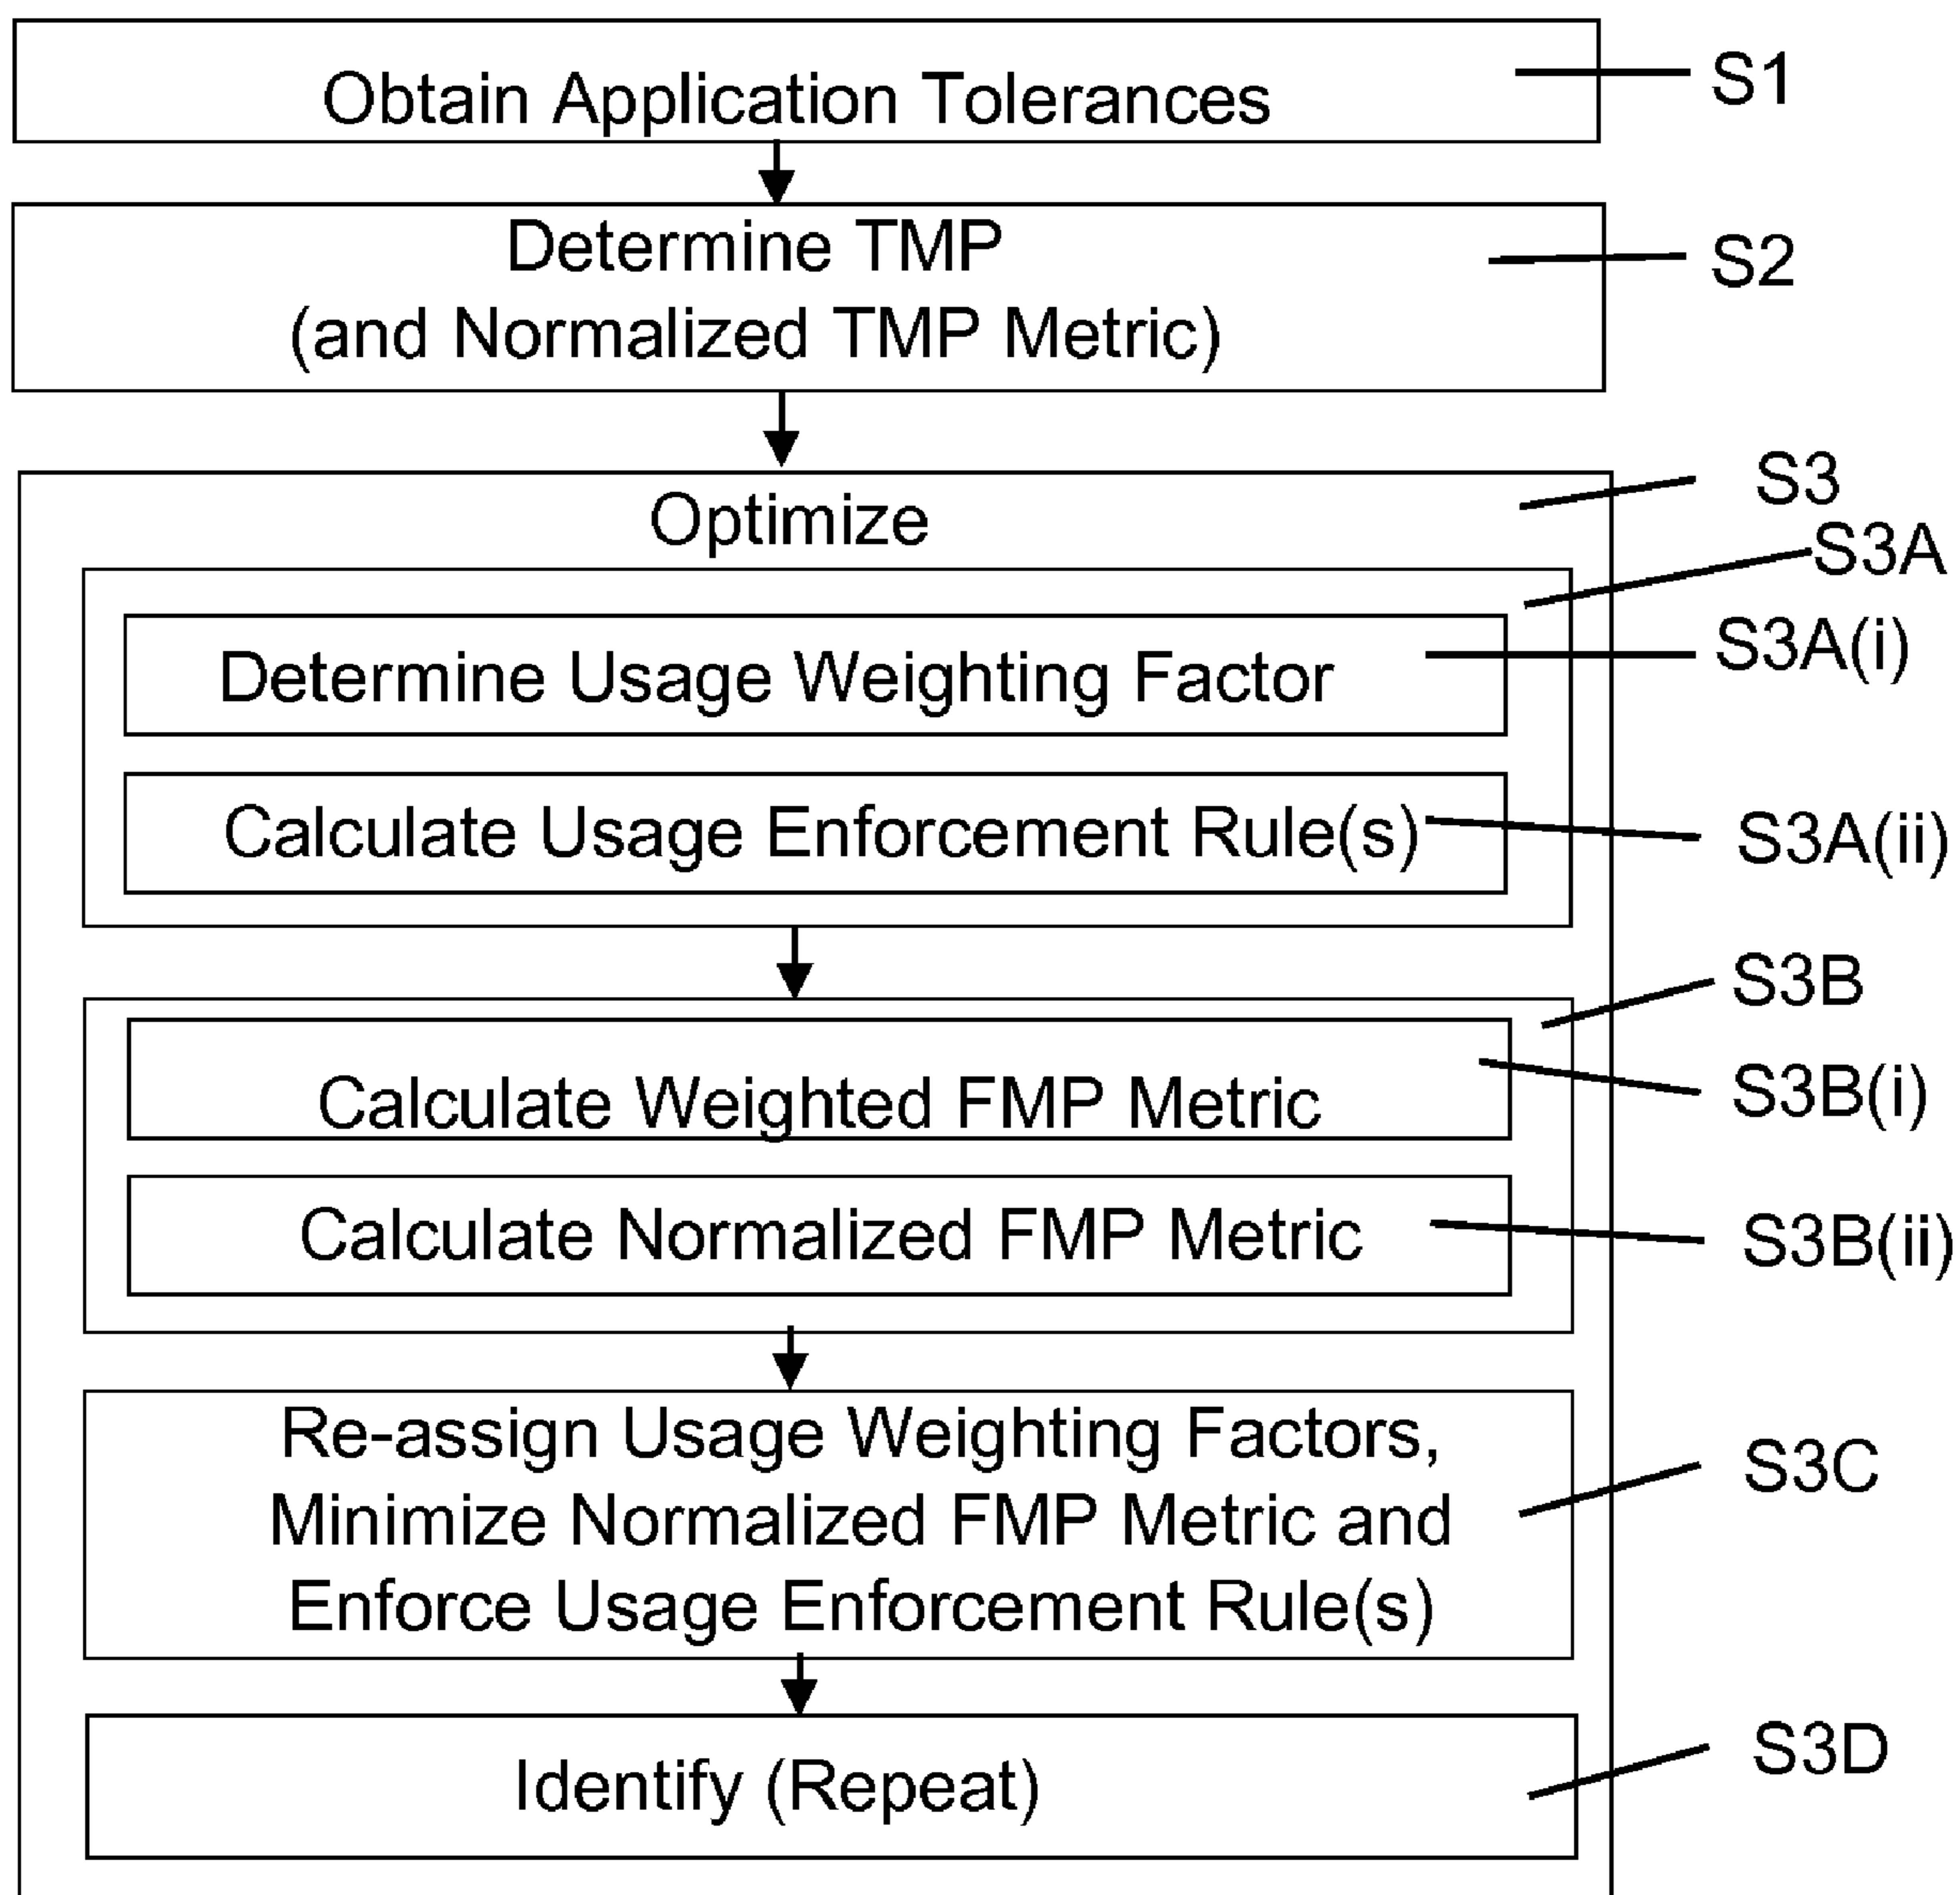 Obtain Application Tolerances
S1
Determine TMP
(and Normalized TMP Metric)
S2
Optimize
S3
S3A
Determine Usage Weighting Factor
S3A(i)
Calculate Usage Enforcement Rule(s)
S3A(ii)
S3B
Calculate Weighted FMP Metric
S3B(i)
Calculate Normalized FMP Metric
S3B(ii)
Re-assign Usage Weighting Factors,
Minimize Normalized FMP Metric and
Enforce Usage Enforcement Rule(s)
S3C
Identify (Repeat)
S3D